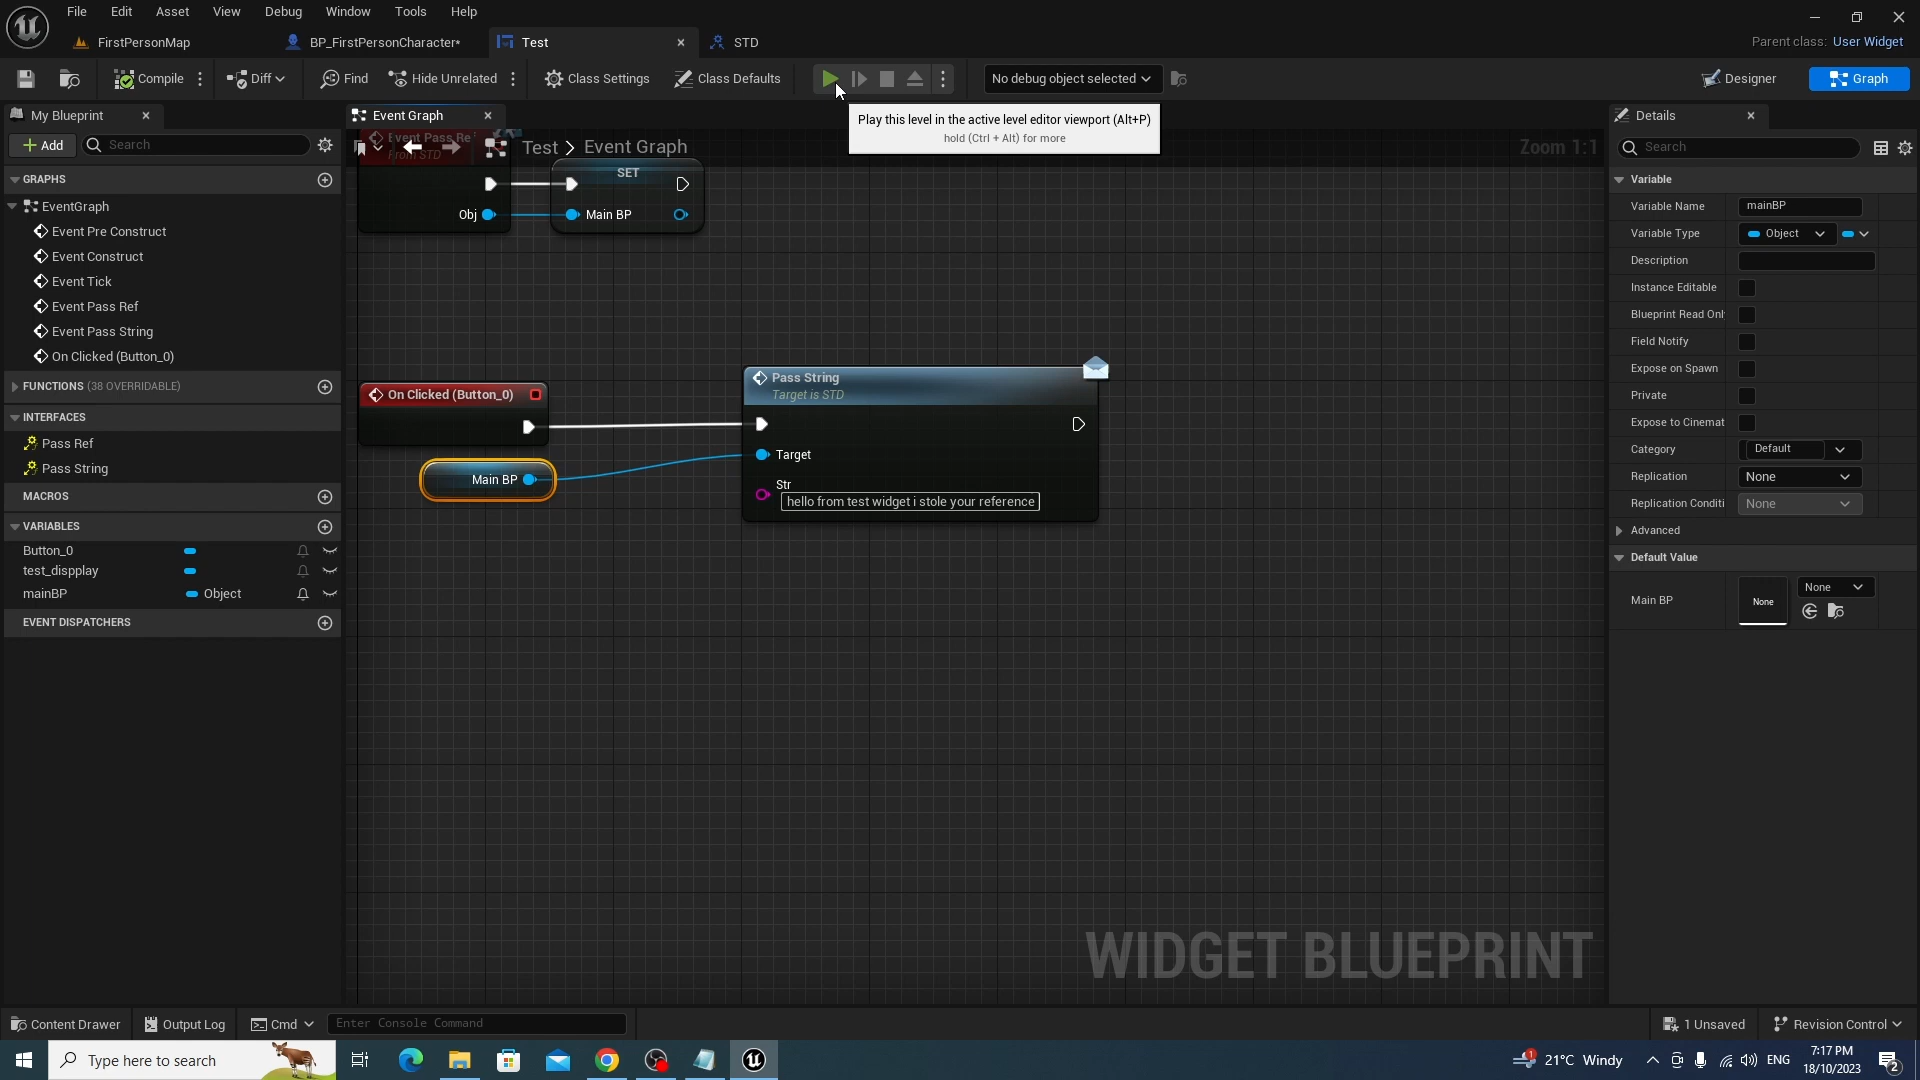 File Edit Asset View Debug Window Tools Help
FirstPersonMap BP_FirstPersonCharacter* Test STD
Parent class: User Widget
Compile Diff Find Hide Unrelated Class Settings Class Defaults No debug object selected Designer Graph
My Blueprint Event Graph Details
Play this level in the active level editor viewport (Alt+P)
hold (Ctrl + Alt) for more
Add Search
Test > Event Graph
Zoom 1:1
Search
GRAPHS
EventGraph
Event Pre Construct
Event Construct
Event Tick
Event Pass Ref
Event Pass String
On Clicked (Button_0)
FUNCTIONS (38 OVERRIDABLE)
INTERFACES
Pass Ref
Pass String
MACROS
VARIABLES
Button_0
test_dispplay
mainBP Object
EVENT DISPATCHERS
Event Pass Re
From STD
Obj
SET
Main BP
On Clicked (Button_0)
Main BP
Pass String
Target is STD
Target
Str
hello from test widget i stole your reference
WIDGET BLUEPRINT
Variable
Variable Name mainBP
Variable Type Object
Description
Instance Editable
Blueprint Read Onl
Field Notify
Expose on Spawn
Private
Expose to Cinemat
Category Default
Replication None
Replication Conditi None
Advanced
Default Value
Main BP None None
Content Drawer Output Log Cmd Enter Console Command 1 Unsaved Revision Control
Type here to search
21°C Windy ENG
7:17 PM
18/10/2023
2